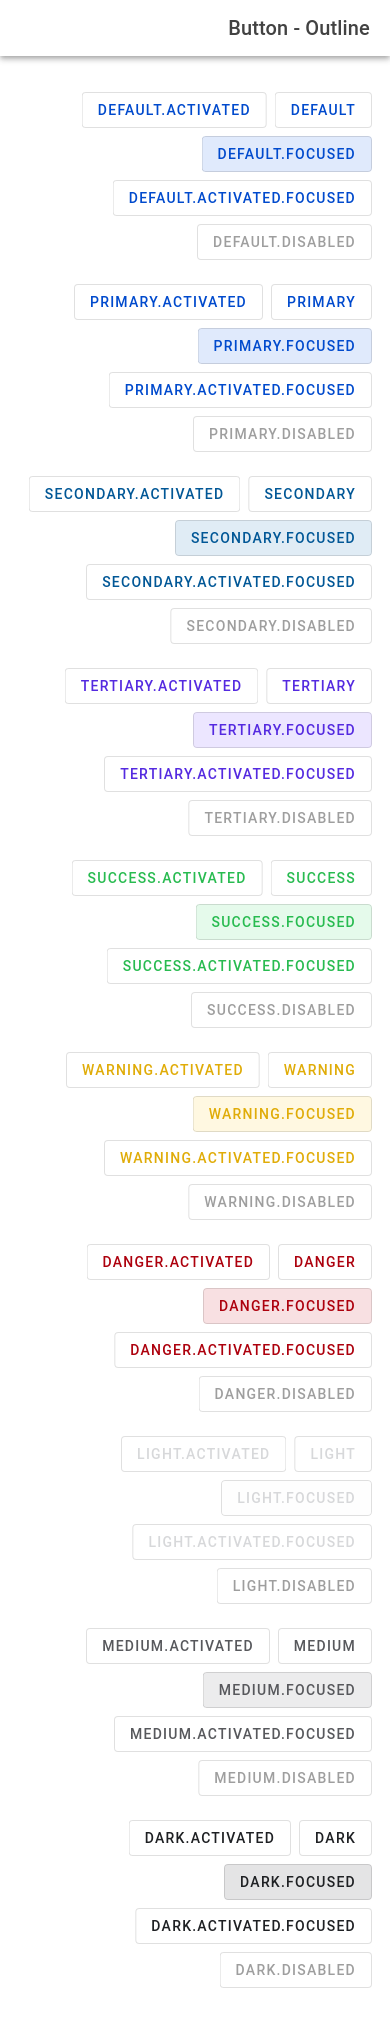 Button - Outline
DEFAULT.ACTIVATED DEFAULT
DEFAULT.FOCUSED
DEFAULT.ACTIVATED.FOCUSED
DEFAULT.DISABLED
PRIMARY.ACTIVATED PRIMARY
PRIMARY.FOCUSED
PRIMARY.ACTIVATED.FOCUSED
PRIMARY.DISABLED
SECONDARY.ACTIVATED SECONDARY
SECONDARY.FOCUSED
SECONDARY.ACTIVATED.FOCUSED
SECONDARY.DISABLED
TERTIARY.ACTIVATED TERTIARY
TERTIARY.FOCUSED
TERTIARY.ACTIVATED.FOCUSED
TERTIARY.DISABLED
SUCCESS.ACTIVATED SUCCESS
SUCCESS.FOCUSED
SUCCESS.ACTIVATED.FOCUSED
SUCCESS.DISABLED
WARNING.ACTIVATED WARNING
WARNING.FOCUSED
WARNING.ACTIVATED.FOCUSED
WARNING.DISABLED
DANGER.ACTIVATED DANGER
DANGER.FOCUSED
DANGER.ACTIVATED.FOCUSED
DANGER.DISABLED
LIGHT.ACTIVATED LIGHT
LIGHT.FOCUSED
LIGHT.ACTIVATED.FOCUSED
LIGHT.DISABLED
MEDIUM.ACTIVATED MEDIUM
MEDIUM.FOCUSED
MEDIUM.ACTIVATED.FOCUSED
MEDIUM.DISABLED
DARK.ACTIVATED DARK
DARK.FOCUSED
DARK.ACTIVATED.FOCUSED
DARK.DISABLED